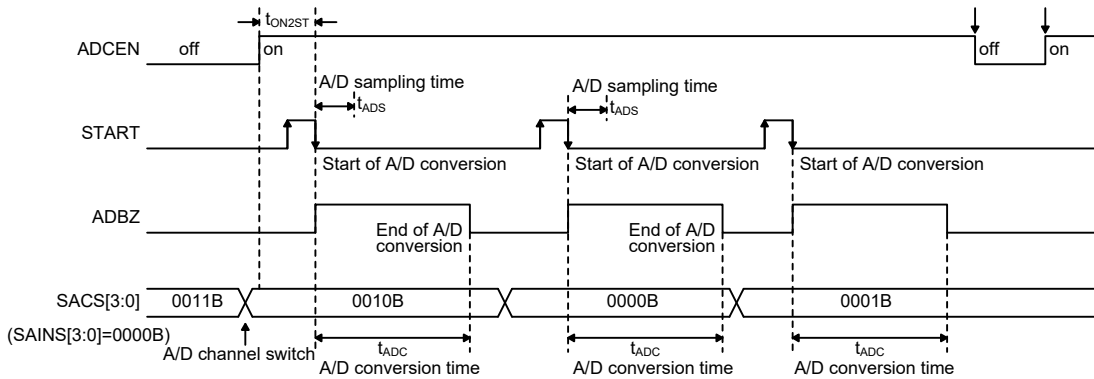 tON2ST
ADCEN off on off on
A/D sampling time A/D sampling time
tADS tADS
START
Start of A/D conversion Start of A/D conversion Start of A/D conversion
ADBZ
End of A/D conversion End of A/D conversion
SACS[3:0] 0011B 0010B 0000B 0001B
(SAINS[3:0]=0000B)
A/D channel switch
tADC tADC tADC
A/D conversion time A/D conversion time A/D conversion time